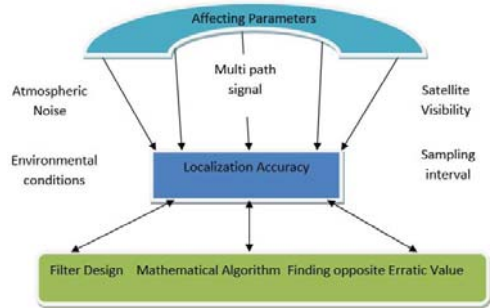 Affecting Parameters
Multi path
signal
Atmospheric
Noise
Satellite
Visibility
Environmental
conditions
Localization Accuracy
Sampling
interval
Filter Design Mathematical Algorithm Finding opposite Erratic Value